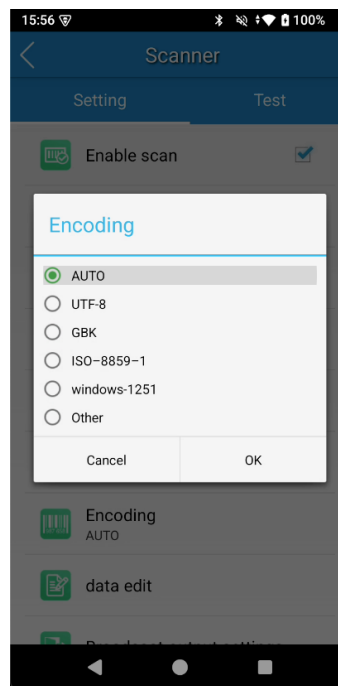 15:56 100%
Scanner
Setting Test
Enable scan
Encoding
AUTO
UTF-8
GBK
ISO-8859-1
windows-1251
Other
Cancel OK
Encoding
AUTO
data edit